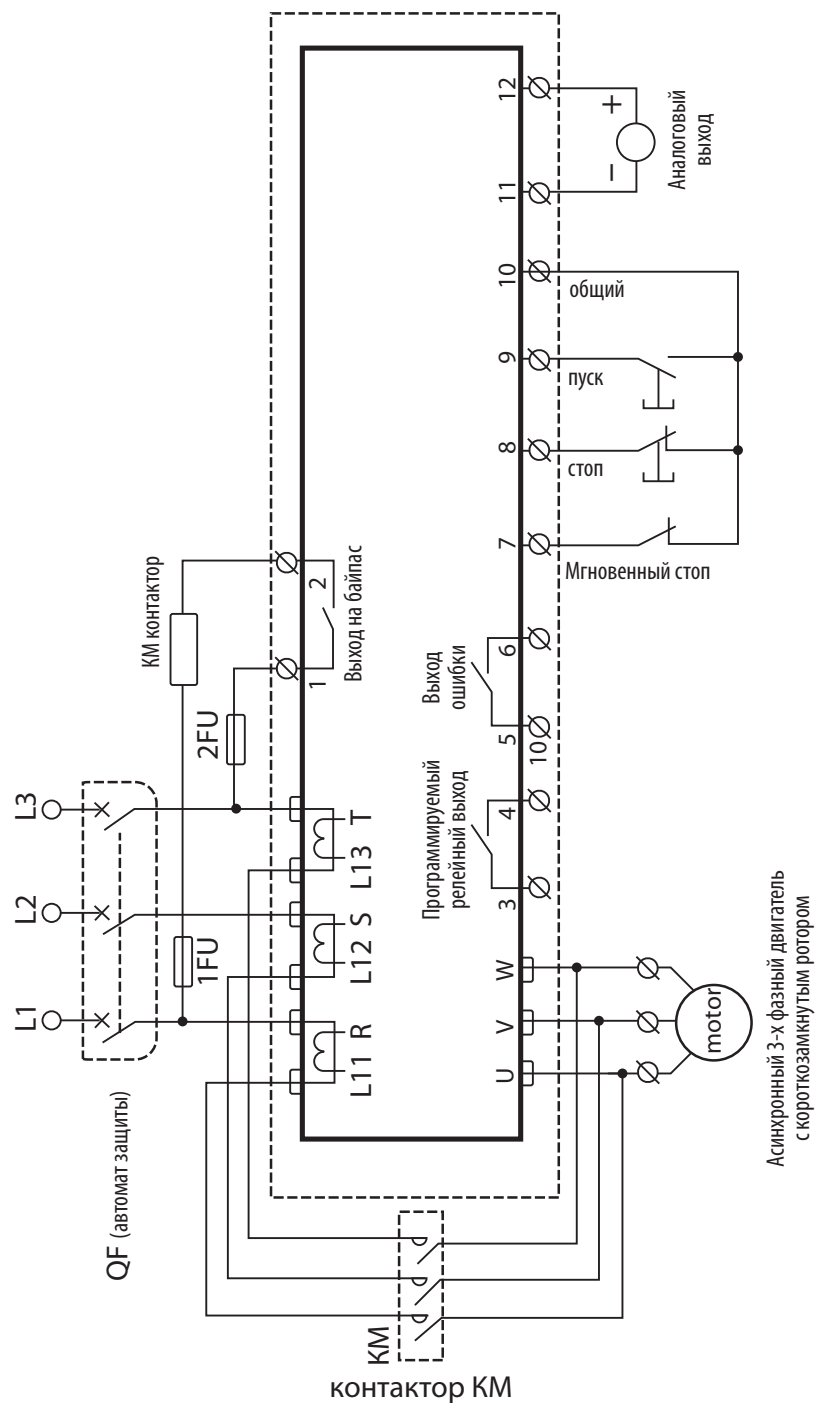 L1
L2
L3
QF (автомат защиты)
1FU
2FU
КМ контактор
L11
R
L12
S
L13
T
1
2
Выход на байпас
U
V
W
3
4
Программируемый
релейный выход
5
6
10
Выход
ошибки
7
8
9
10
11
12
Мгновенный стоп
стоп
пуск
общий
+
–
Аналоговый
выход
motor
Асинхронный 3-х фазный двигатель
с короткозамкнутым ротором
КМ
контактор КМ